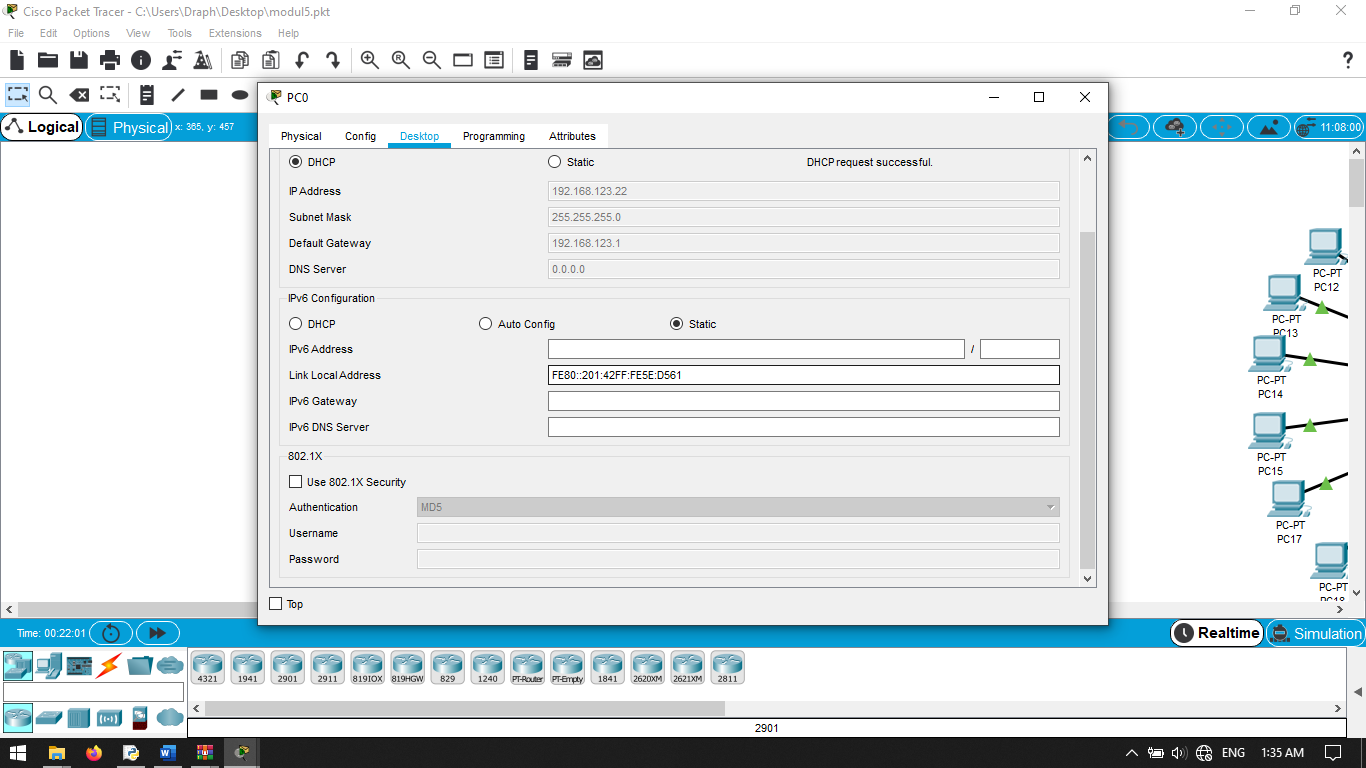 Cisco Packet Tracer - C:\Users\Draph\Desktop\modul5.pkt
File Edit Options View Tools Extensions Help
?
PC0
Logical Physical x: 365, y: 457 11:08:00
Physical Config Desktop Programming Attributes
DHCP Static DHCP request successful.
IP Address 192.168.123.22
Subnet Mask 255.255.255.0
Default Gateway 192.168.123.1
DNS Server 0.0.0.0
IPv6 Configuration
DHCP Auto Config Static
IPv6 Address /
Link Local Address FE80::201:42FF:FE5E:D561
IPv6 Gateway
IPv6 DNS Server
802.1X
Use 802.1X Security
Authentication MD5
Username
Password
Top
PC-PT
PC12
PC-PT
PC13
PC-PT
PC14
PC-PT
PC15
PC-PT
PC17
PC-PT
PC18
Time: 00:22:01 Realtime Simulation
4321 1941 2901 2911 819IOX 819HGW 829 1240 PT-Router PT-Empty 1841 2620XM 2621XM 2811
2901
ENG 1:35 AM